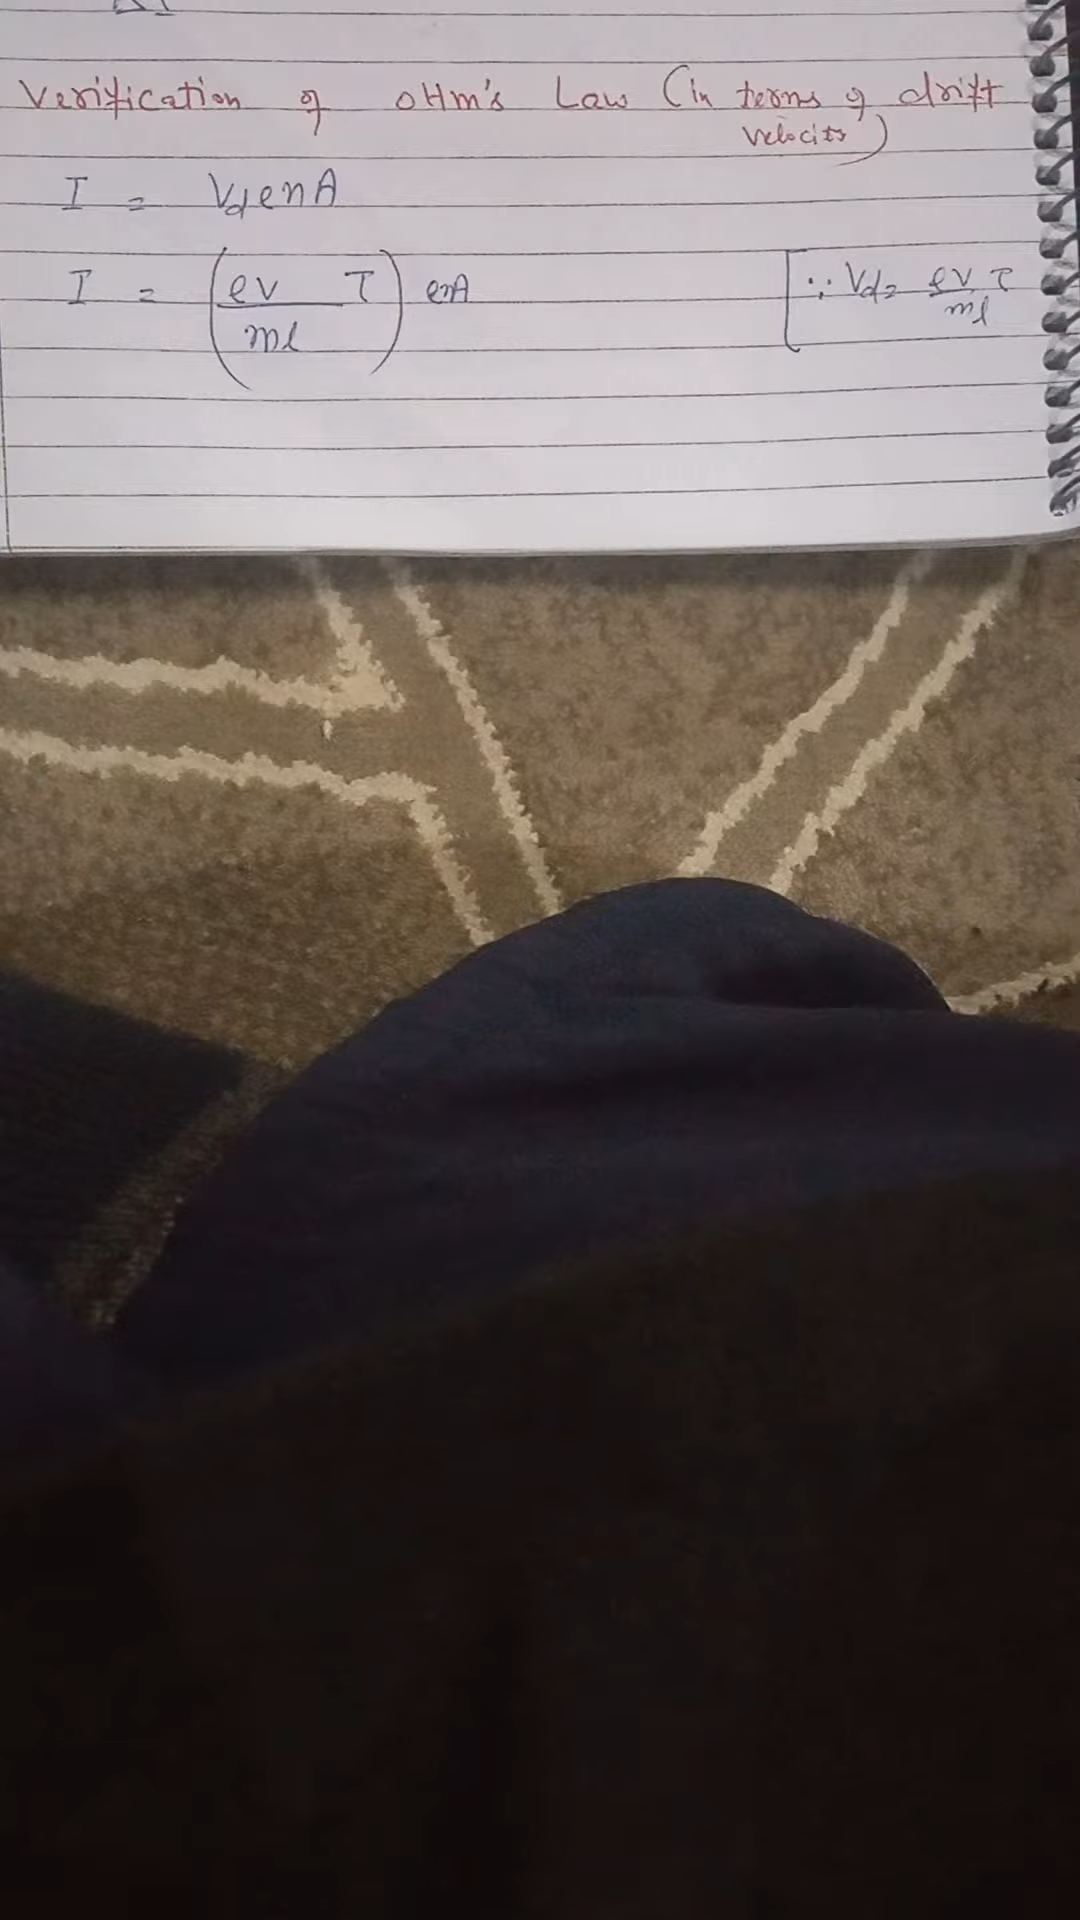 Verification of oHm's Law (in terms of drift
velocity)
I = VdenA
I = (ev/ml τ) enA [∵ Vd = ev/ml τ